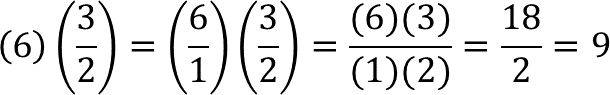 (6) (3/2) = (6/1) (3/2) = (6)(3)/(1)(2) = 18/2 = 9